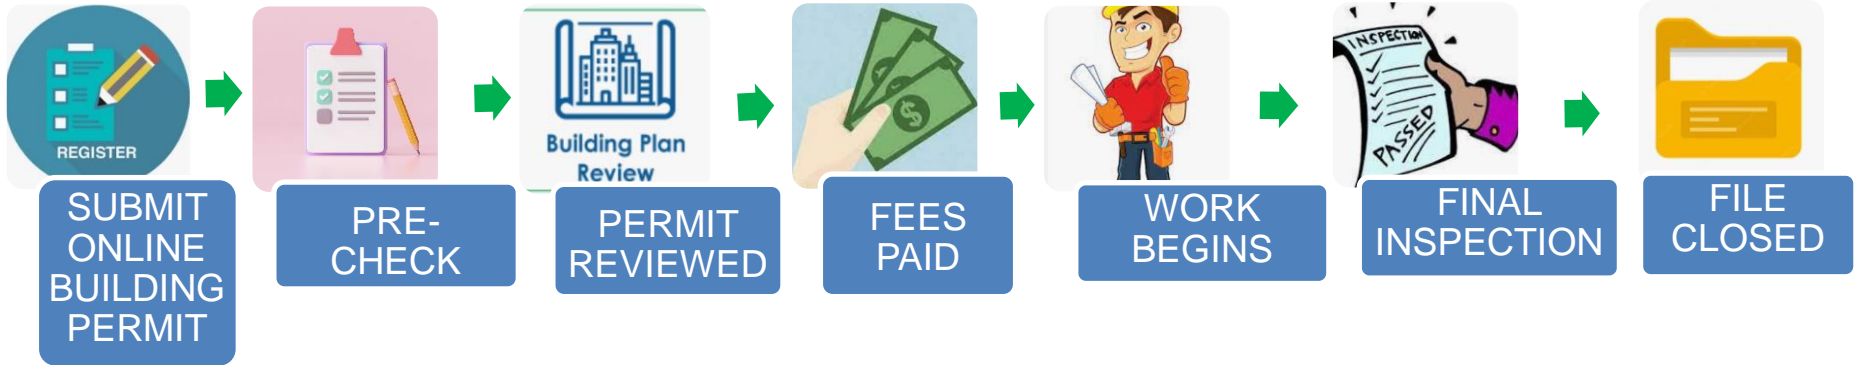 REGISTER
Building Plan
Review
INSPECTION
PASSED
SUBMIT
ONLINE
BUILDING
PERMIT
PRE-
CHECK
PERMIT
REVIEWED
FEES
PAID
WORK
BEGINS
FINAL
INSPECTION
FILE
CLOSED